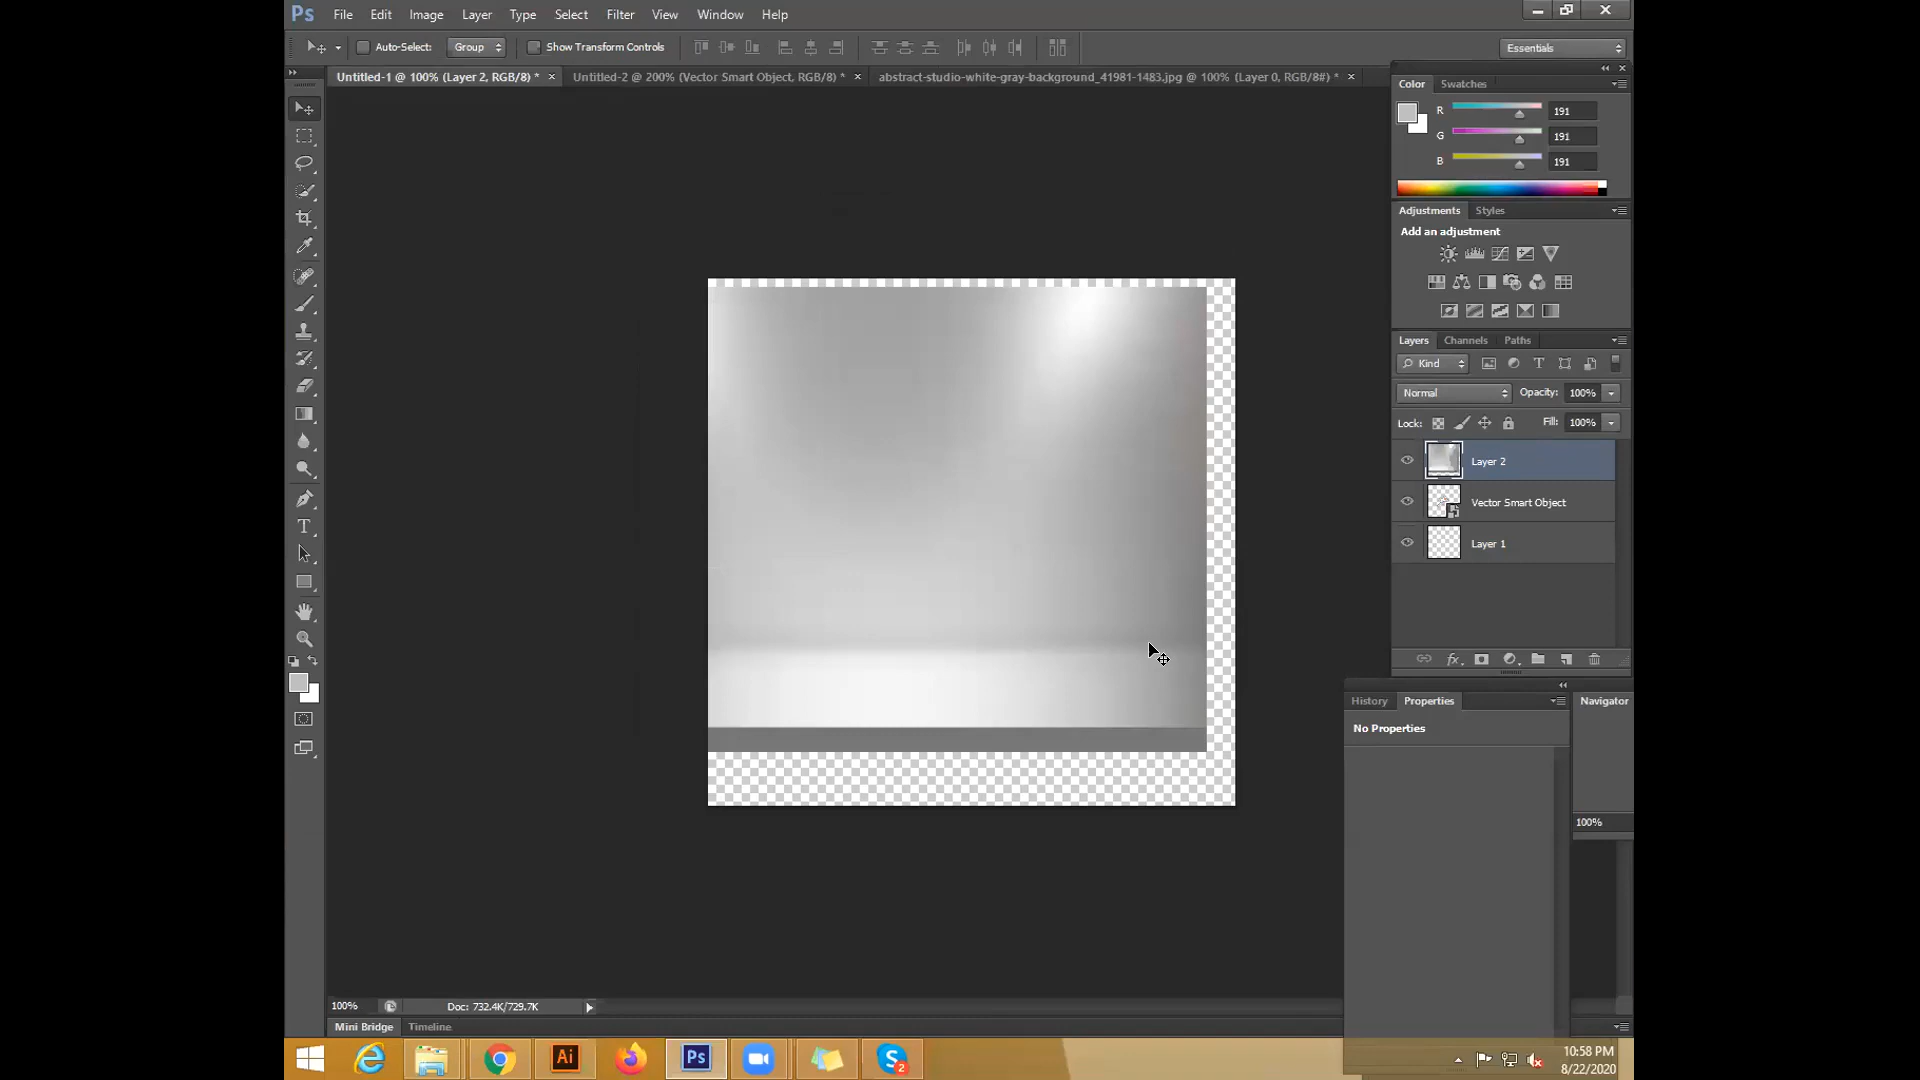 Ps File Edit Image Layer Type Select Filter View Window Help
Auto-Select: Group Show Transform Controls Essentials
Untitled-1 @ 100% (Layer 2, RGB/8) * × Untitled-2 @ 200% (Vector Smart Object, RGB/8) * × abstract-studio-white-gray-background_41981-1483.jpg @ 100% (Layer 0, RGB/8#) * ×
Color Swatches
R 191
G 191
B 191
Adjustments Styles
Add an adjustment
Layers Channels Paths
Kind
Normal Opacity: 100%
Lock: Fill: 100%
Layer 2
Vector Smart Object
Layer 1
History Properties Navigator
No Properties
100%
100% Doc: 732.4K/729.7K
Mini Bridge Timeline
Ai Ps S 2
10:58 PM
8/22/2020